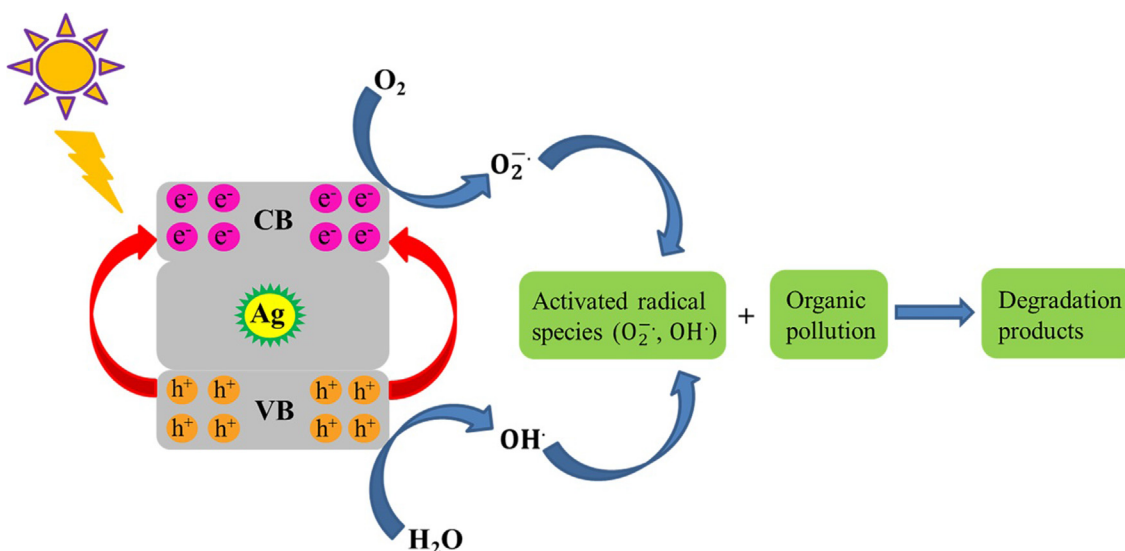 O₂
O₂⁻·
e⁻ e⁻ e⁻ e⁻
CB
e⁻ e⁻ e⁻ e⁻
Ag
Activated radical
species (O₂⁻·, OH·)
+
Organic
pollution
Degradation
products
h⁺ h⁺ h⁺ h⁺
VB
h⁺ h⁺ h⁺ h⁺
OH·
H₂O